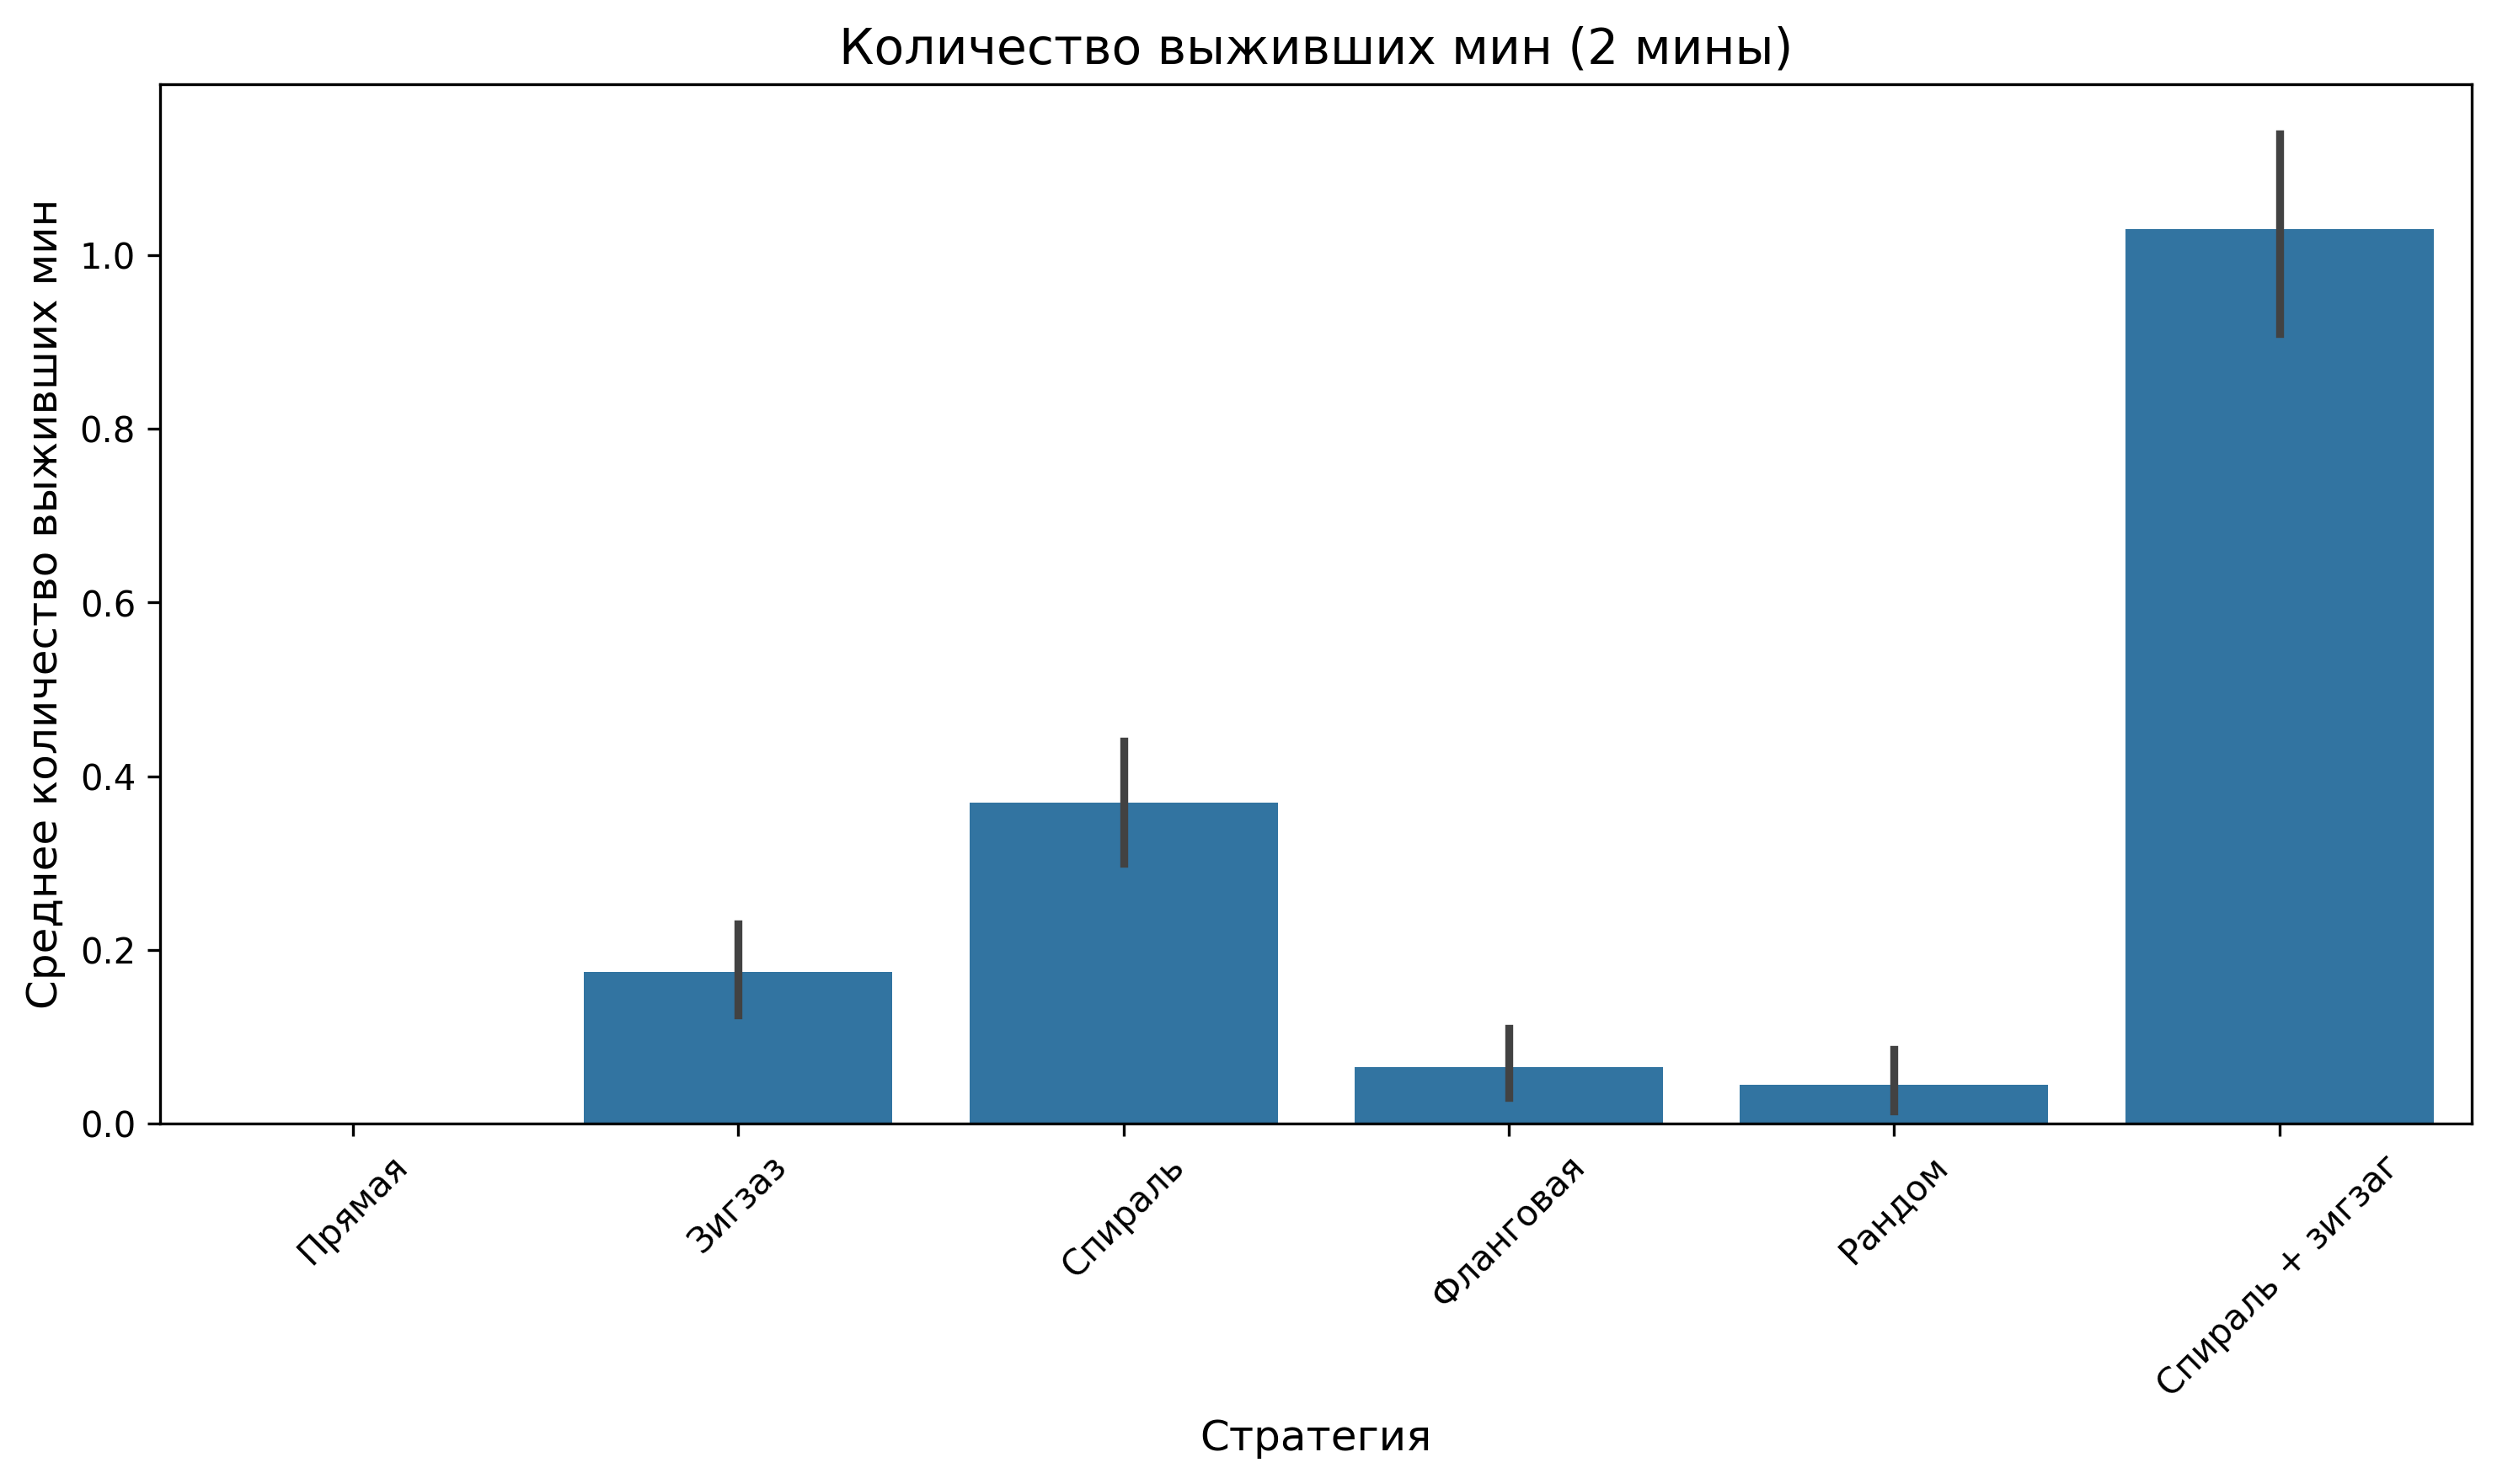 Количество выживших мин (2 мины)
Среднее количество выживших мин
1.0
0.8
0.6
0.4
0.2
0.0
Прямая
Зигзаз
Спираль
Фланговая
Рандом
Спираль + зигзаг
Стратегия